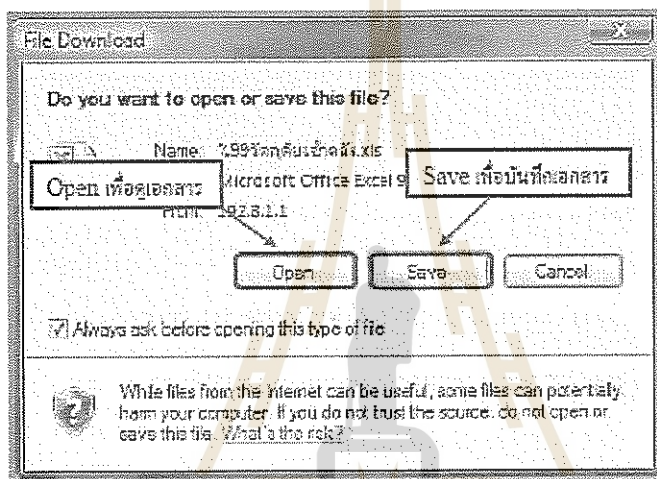 File Download
Do you want to open or save this file?
Name:
Open เพื่อดูเอกสาร
Microsoft Office Excel 9
Save เพื่อบันทึกเอกสาร
From: 192.8.1.1
Open Save Cancel
Always ask before opening this type of file
While files from the Internet can be useful, some files can potentially
harm your computer. If you do not trust the source, do not open or
save this file. What's the risk?